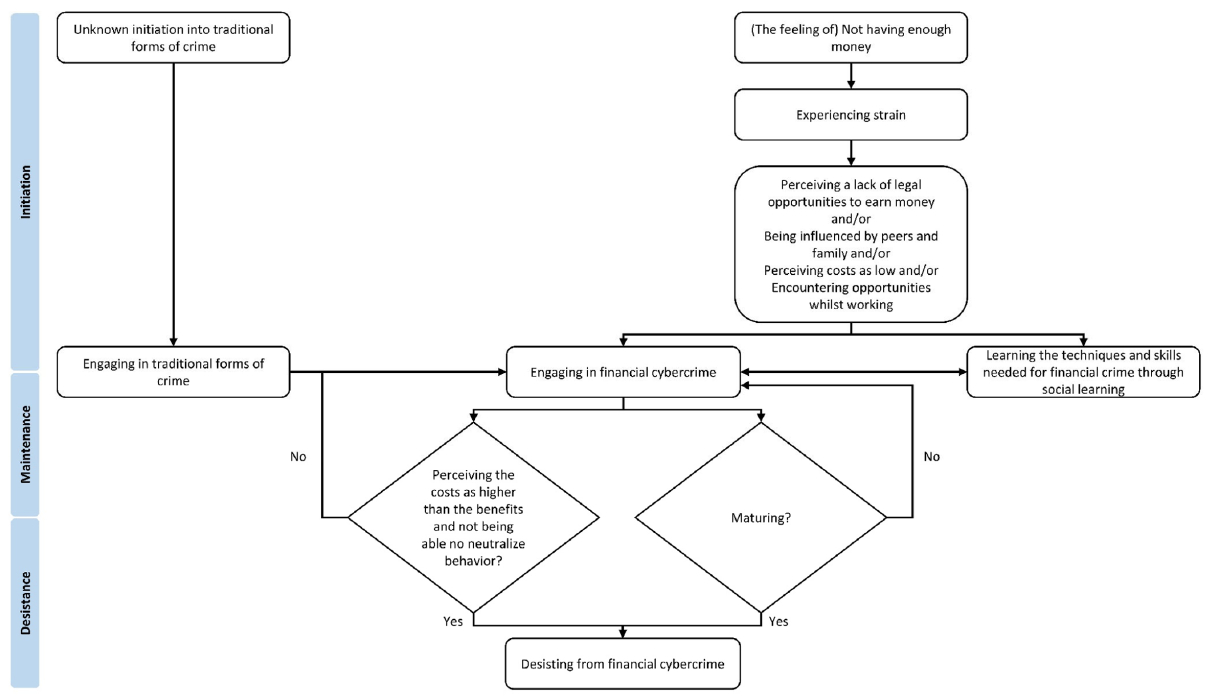 Initiation
Unknown initiation into traditional
forms of crime
(The feeling of) Not having enough
money
Experiencing strain
Perceiving a lack of legal
opportunities to earn money
and/or
Being influenced by peers and
family and/or
Perceiving costs as low and/or
Encountering opportunities
whilst working
Engaging in traditional forms of
crime
Engaging in financial cybercrime
Learning the techniques and skills
needed for financial crime through
social learning
Maintenance
No
Perceiving the
costs as higher
than the benefits
and not being
able no neutralize
behavior?
Maturing?
No
Desistance
Yes
Yes
Desisting from financial cybercrime